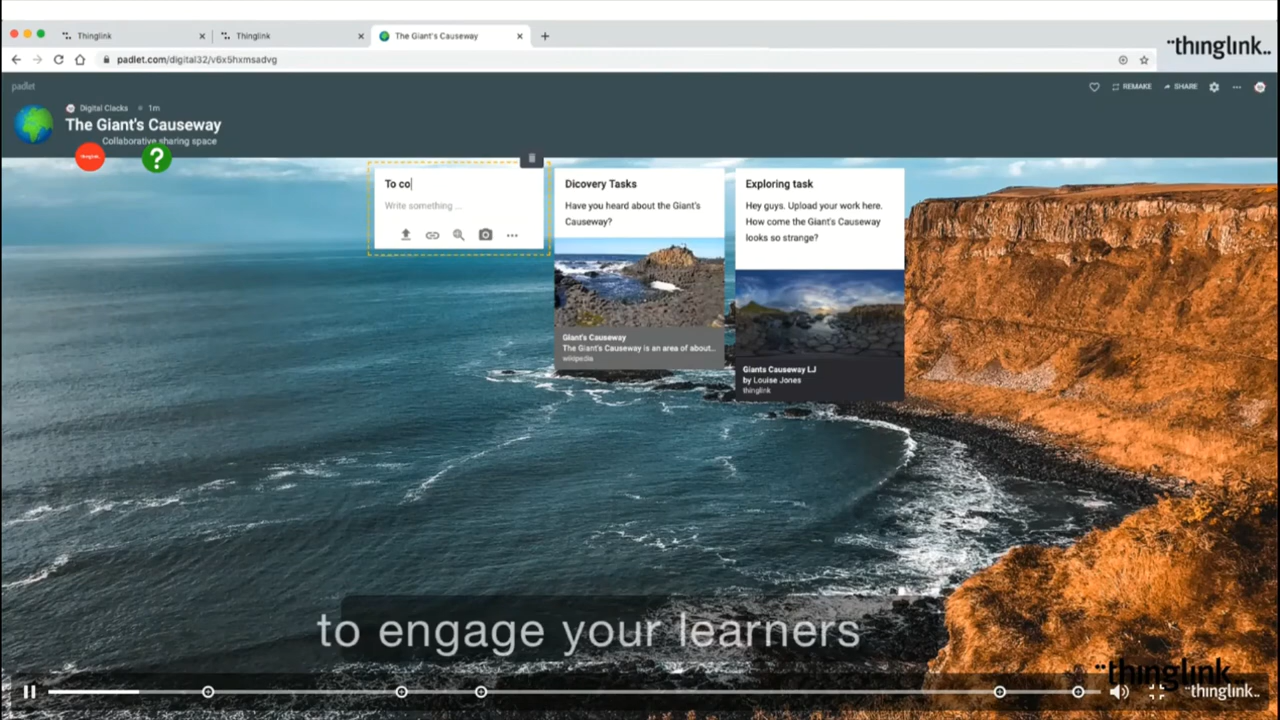 Thinglink
Thinglink
The Giant's Causeway
¨thinglink..
padlet.com/digital32/v6x5hxmsadvg
padlet
REMAKE
SHARE
Digital Clacks
1m
The Giant's Causeway
Collaborative sharing space
thinglink..
?
To co
Write something ...
Dicovery Tasks
Have you heard about the Giant's
Causeway?
Giant's Causeway
The Giant's Causeway is an area of about...
wikipedia
Exploring task
Hey guys. Upload your work here.
How come the Giant's Causeway
looks so strange?
Giants Causeway LJ
by Louise Jones
thinglink
to engage your learners
¨thinglink..
¨thinglink..